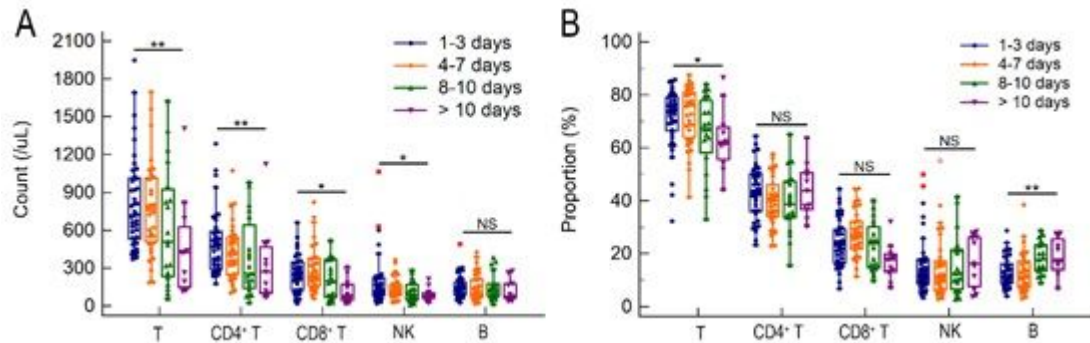 A
B
Count (/uL)
2100
1800
1500
1200
900
600
300
0
**
**
*
*
NS
1-3 days
4-7 days
8-10 days
> 10 days
T
CD4⁺ T
CD8⁺ T
NK
B
Proportion (%)
100
80
60
40
20
0
*
NS
NS
NS
**
1-3 days
4-7 days
8-10 days
> 10 days
T
CD4⁺ T
CD8⁺ T
NK
B